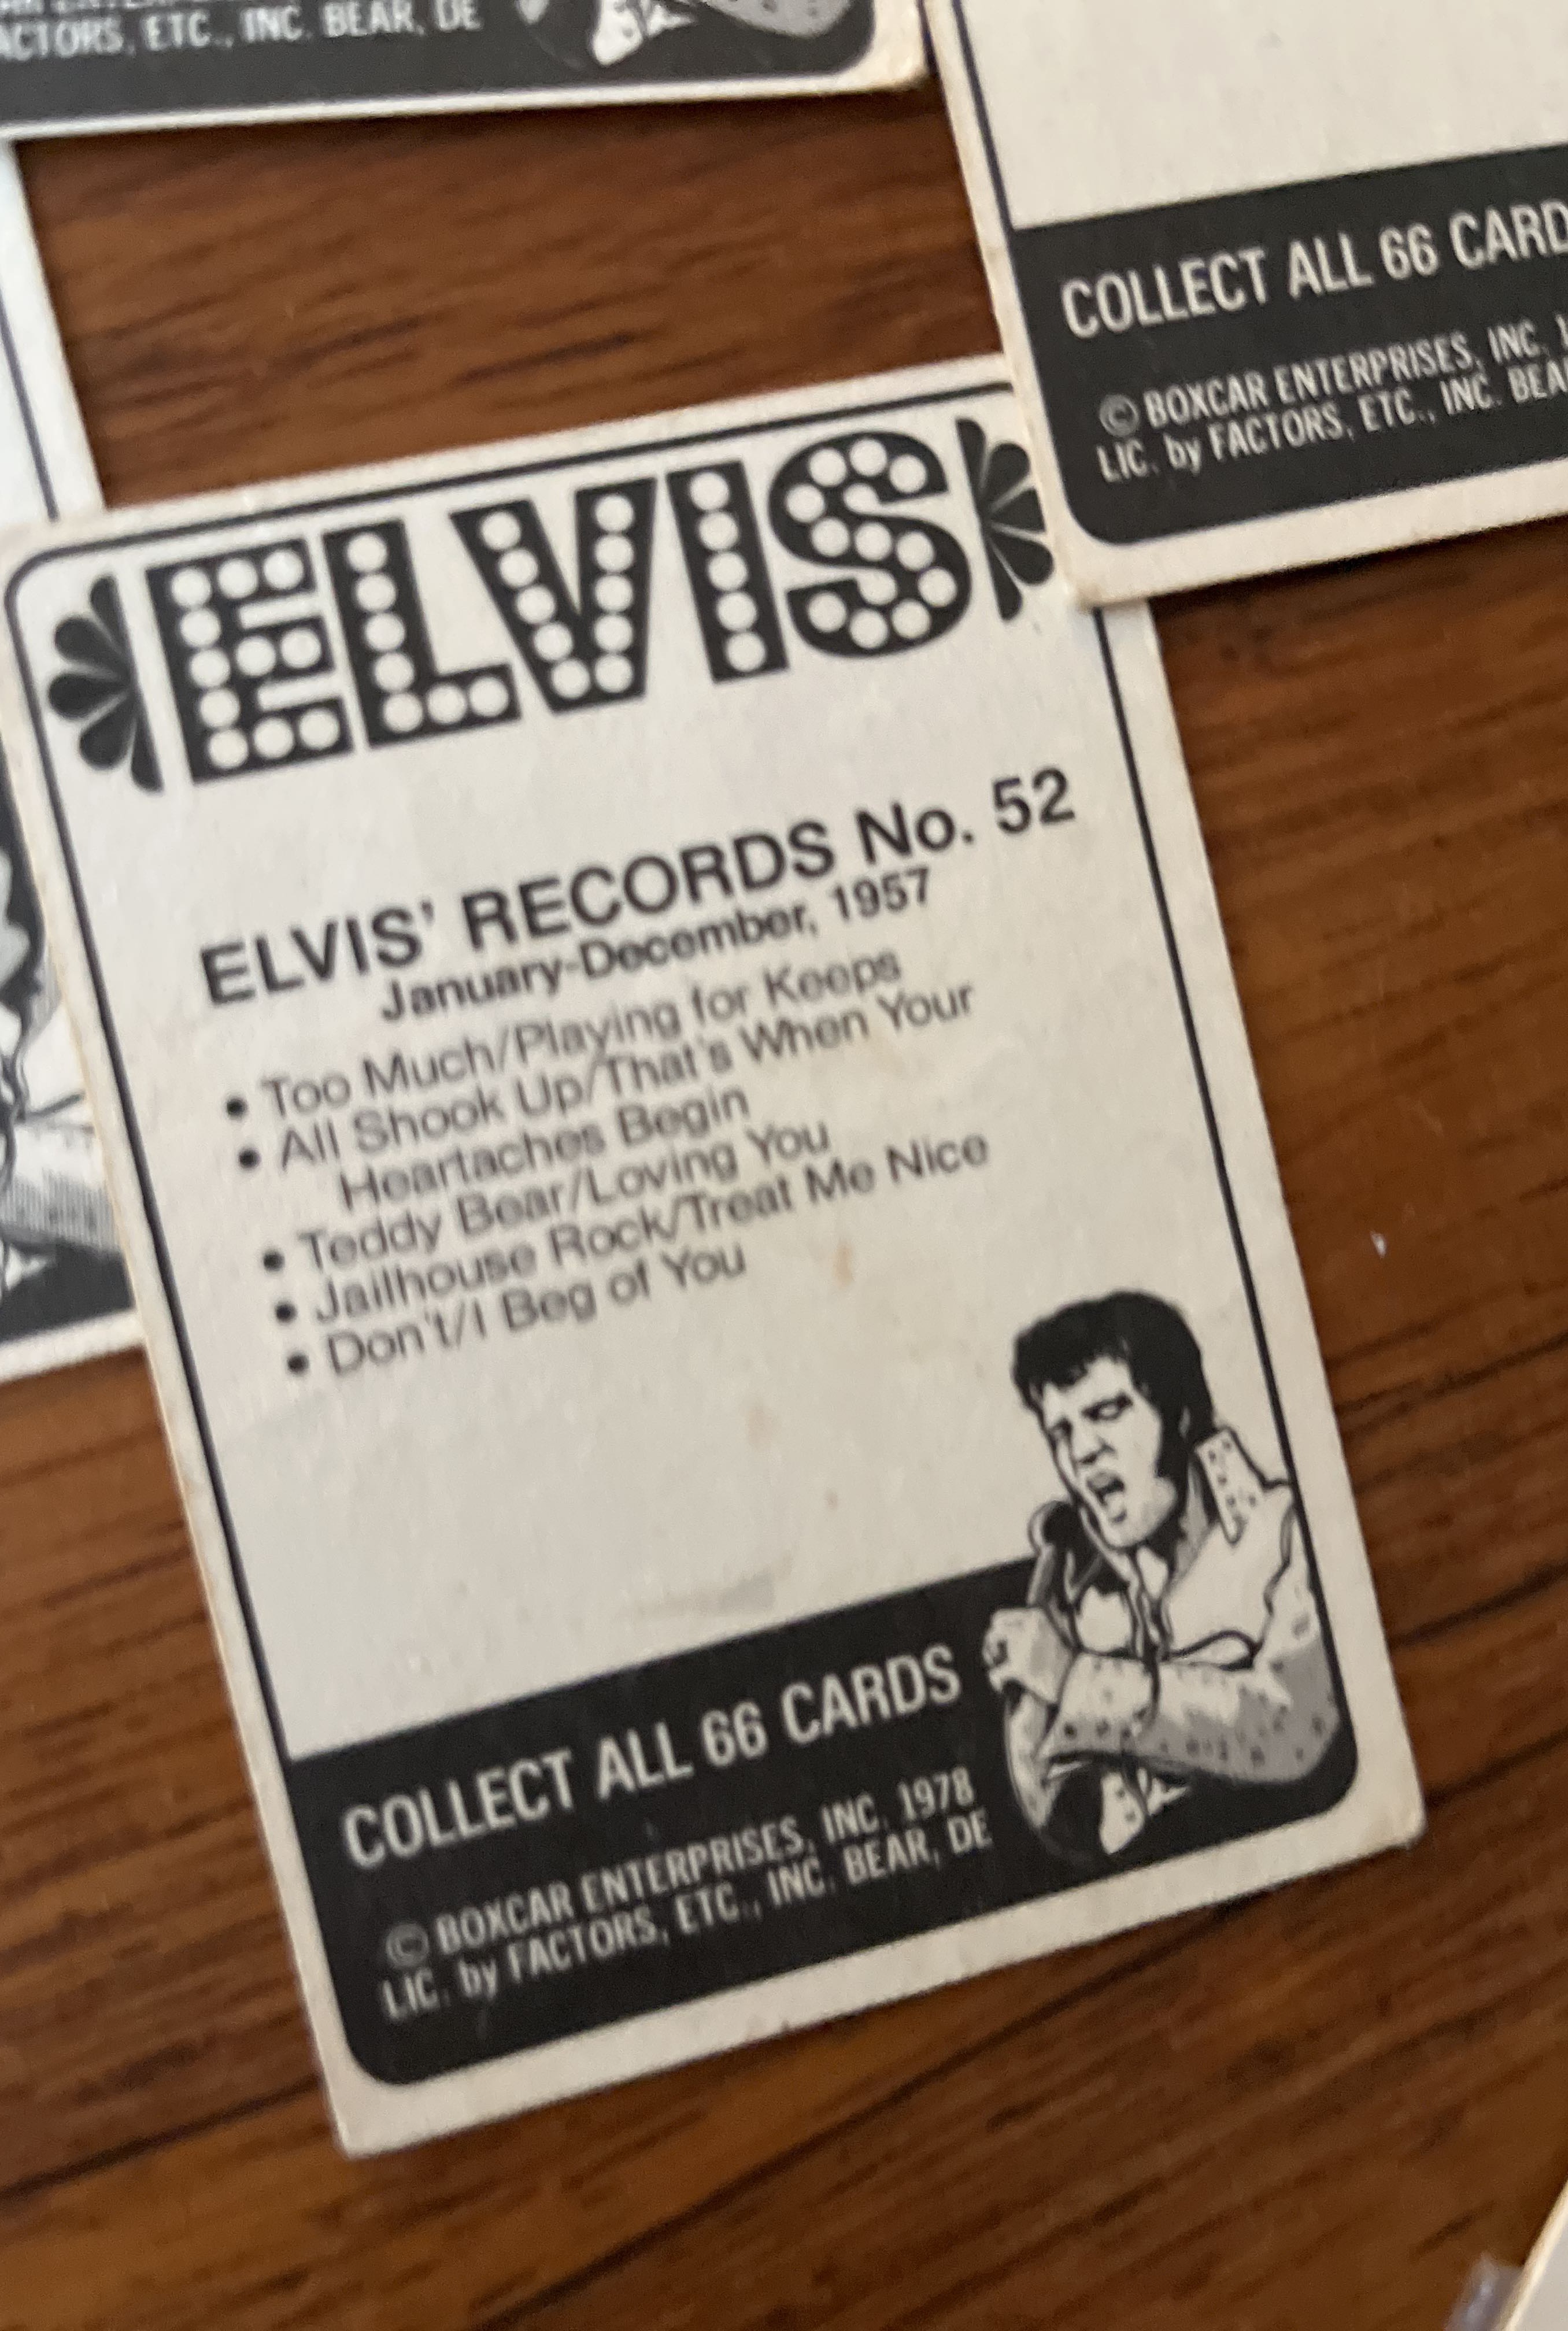 ACTORS, ETC., INC. BEAR, DE
COLLECT ALL 66 CARD
© BOXCAR ENTERPRISES, INC.
LIC. by FACTORS, ETC., INC. BEA
ELVIS
ELVIS' RECORDS No. 52
January-December, 1957
• Too Much/Playing for Keeps
• All Shook Up/That's When Your
Heartaches Begin
• Teddy Bear/Loving You
• Jailhouse Rock/Treat Me Nice
• Don't/I Beg of You
COLLECT ALL 66 CARDS
© BOXCAR ENTERPRISES, INC. 1978
LIC. by FACTORS, ETC., INC. BEAR, DE